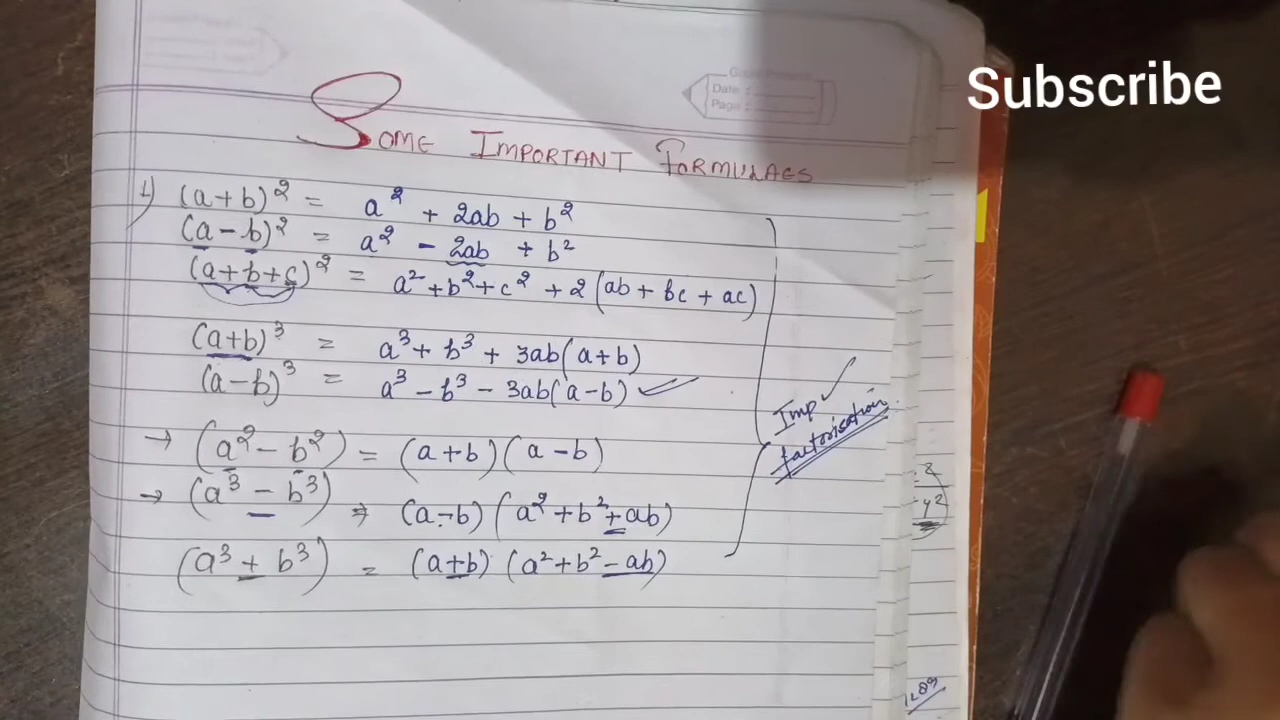 Subscribe
Date :
Page :
SOME IMPORTANT FORMULAES
1) (a+b)² = a² + 2ab + b²
(a-b)² = a² - 2ab + b²
(a+b+c)² = a²+b²+c² + 2(ab + bc + ac)
(a+b)³ = a³+ b³ + 3ab(a+b)
(a-b)³ = a³ - b³ - 3ab(a-b) ✓
Imp ✓
factorisation
→ (a² - b²) = (a+b)(a-b)
→ (a³ - b³) ⇒ (a-b)(a²+b²+ab)
(a³ + b³) = (a+b)(a²+b²-ab)